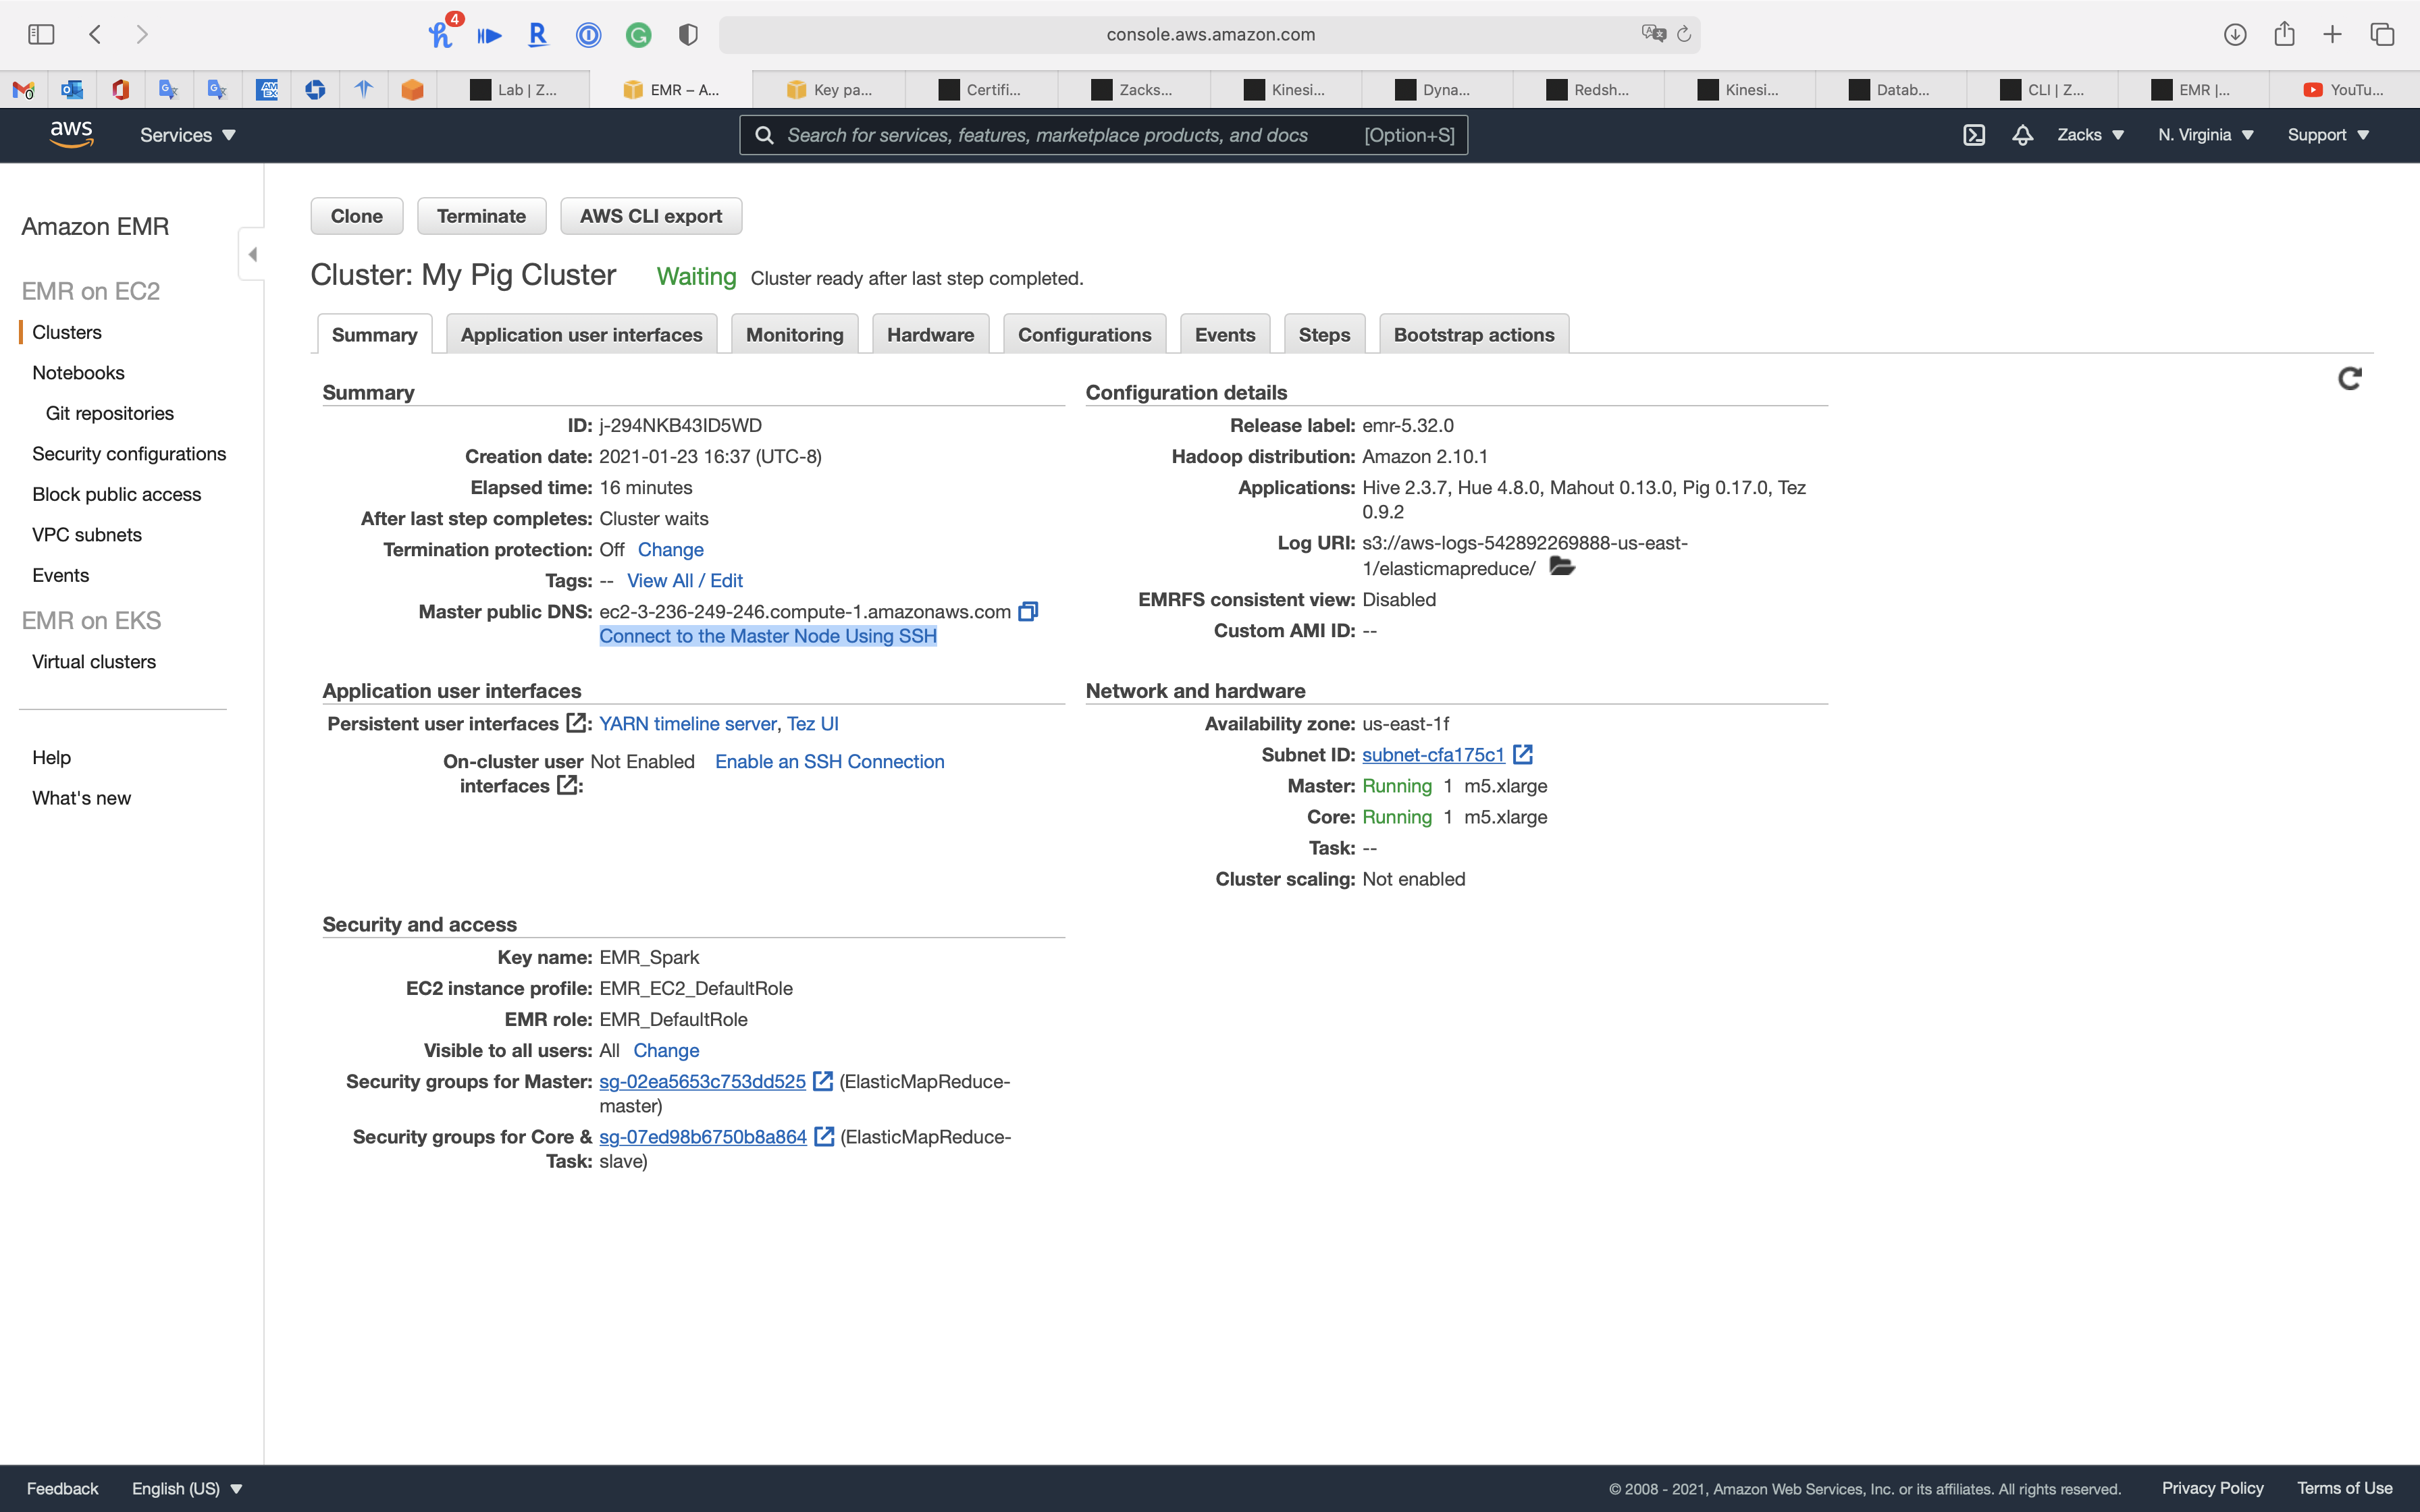 4
console.aws.amazon.com
Lab | Z...
EMR – A...
Key pa...
Certifi...
Zacks...
Kinesi...
Dyna...
Redsh...
Kinesi...
Datab...
CLI | Z...
EMR |...
YouTu...
aws
Services
Search for services, features, marketplace products, and docs [Option+S]
Zacks
N. Virginia
Support
Amazon EMR
EMR on EC2
Clusters
Notebooks
Git repositories
Security configurations
Block public access
VPC subnets
Events
EMR on EKS
Virtual clusters
Help
What's new
Clone
Terminate
AWS CLI export
Cluster: My Pig Cluster Waiting Cluster ready after last step completed.
Summary
Application user interfaces
Monitoring
Hardware
Configurations
Events
Steps
Bootstrap actions
Summary
ID: j-294NKB43ID5WD
Creation date: 2021-01-23 16:37 (UTC-8)
Elapsed time: 16 minutes
After last step completes: Cluster waits
Termination protection: Off Change
Tags: -- View All / Edit
Master public DNS: ec2-3-236-249-246.compute-1.amazonaws.com
Connect to the Master Node Using SSH
Configuration details
Release label: emr-5.32.0
Hadoop distribution: Amazon 2.10.1
Applications: Hive 2.3.7, Hue 4.8.0, Mahout 0.13.0, Pig 0.17.0, Tez
0.9.2
Log URI: s3://aws-logs-542892269888-us-east-
1/elasticmapreduce/
EMRFS consistent view: Disabled
Custom AMI ID: --
Application user interfaces
Persistent user interfaces : YARN timeline server, Tez UI
On-cluster user Not Enabled Enable an SSH Connection
interfaces :
Network and hardware
Availability zone: us-east-1f
Subnet ID: subnet-cfa175c1
Master: Running 1 m5.xlarge
Core: Running 1 m5.xlarge
Task: --
Cluster scaling: Not enabled
Security and access
Key name: EMR_Spark
EC2 instance profile: EMR_EC2_DefaultRole
EMR role: EMR_DefaultRole
Visible to all users: All Change
Security groups for Master: sg-02ea5653c753dd525 (ElasticMapReduce-
master)
Security groups for Core & sg-07ed98b6750b8a864 (ElasticMapReduce-
Task: slave)
Feedback
English (US)
© 2008 - 2021, Amazon Web Services, Inc. or its affiliates. All rights reserved.
Privacy Policy
Terms of Use